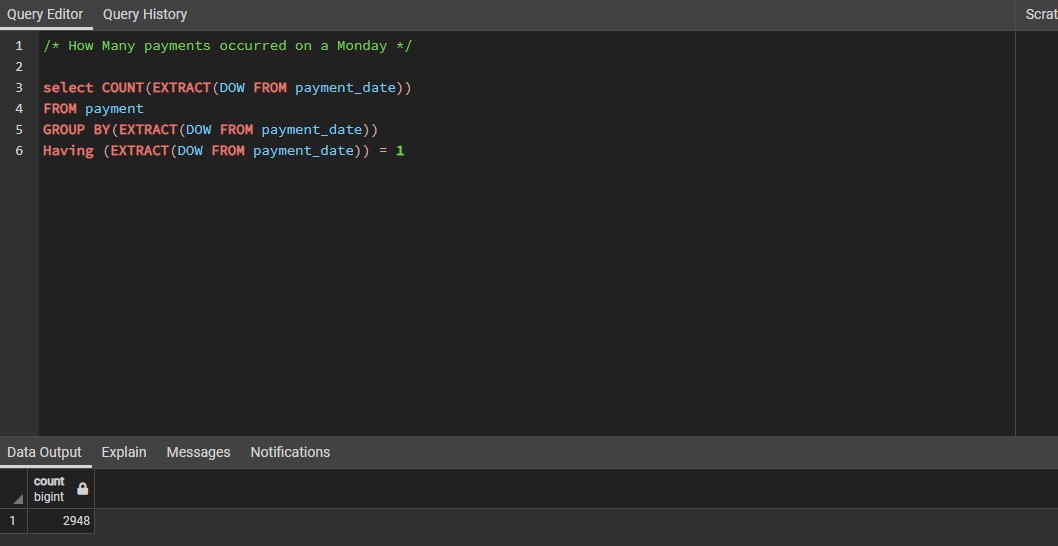 Query Editor Query History Scrat
1 /* How Many payments occurred on a Monday */
2
3 select COUNT(EXTRACT(DOW FROM payment_date))
4 FROM payment
5 GROUP BY(EXTRACT(DOW FROM payment_date))
6 Having (EXTRACT(DOW FROM payment_date)) = 1
Data Output Explain Messages Notifications
count
bigint
1 2948